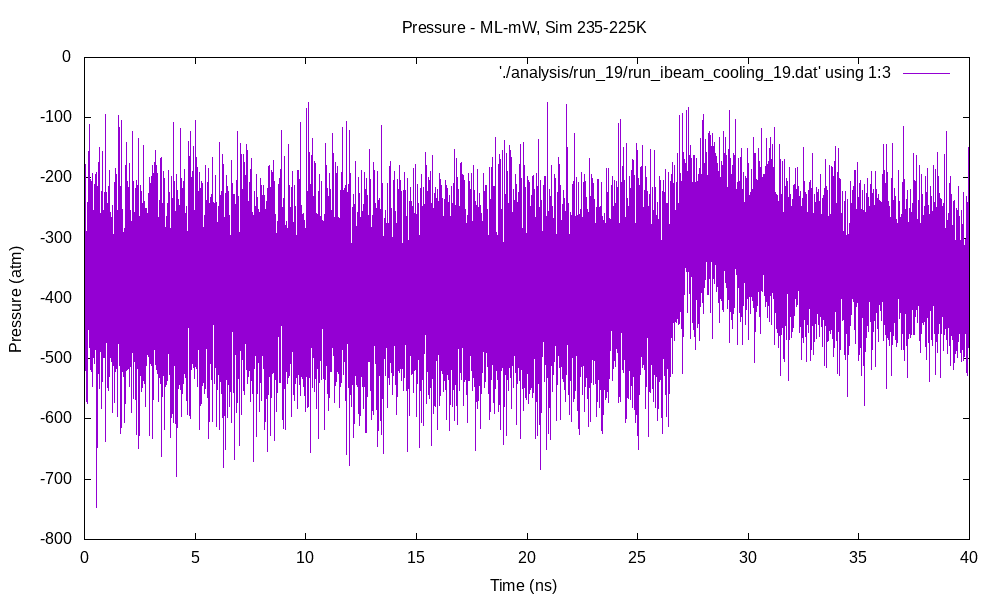 Pressure - ML-mW, Sim 235-225K
'./analysis/run_19/run_ibeam_cooling_19.dat' using 1:3
0
-100
-200
-300
-400
-500
-600
-700
-800
Pressure (atm)
0 5 10 15 20 25 30 35 40
Time (ns)